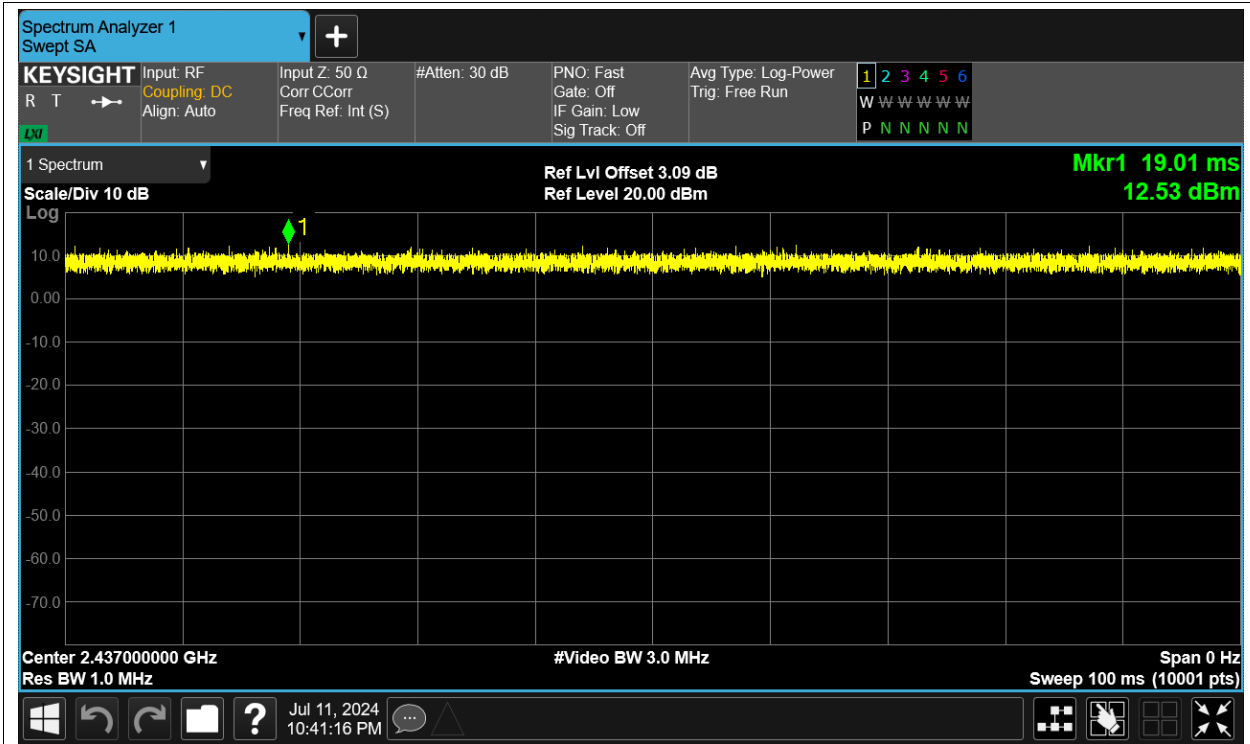 Spectrum Analyzer 1
Swept SA
KEYSIGHT
R T
LXI
Input: RF
Coupling: DC
Align: Auto
Input Z: 50 Ω
Corr CCorr
Freq Ref: Int (S)
#Atten: 30 dB
PNO: Fast
Gate: Off
IF Gain: Low
Sig Track: Off
Avg Type: Log-Power
Trig: Free Run
1 2 3 4 5 6
W W W W W W
P N N N N N
1 Spectrum
Scale/Div 10 dB
Ref Lvl Offset 3.09 dB
Ref Level 20.00 dBm
Mkr1 19.01 ms
12.53 dBm
Log
1
10.0
0.00
-10.0
-20.0
-30.0
-40.0
-50.0
-60.0
-70.0
Center 2.437000000 GHz
#Video BW 3.0 MHz
Span 0 Hz
Res BW 1.0 MHz
Sweep 100 ms (10001 pts)
?
Jul 11, 2024
10:41:16 PM